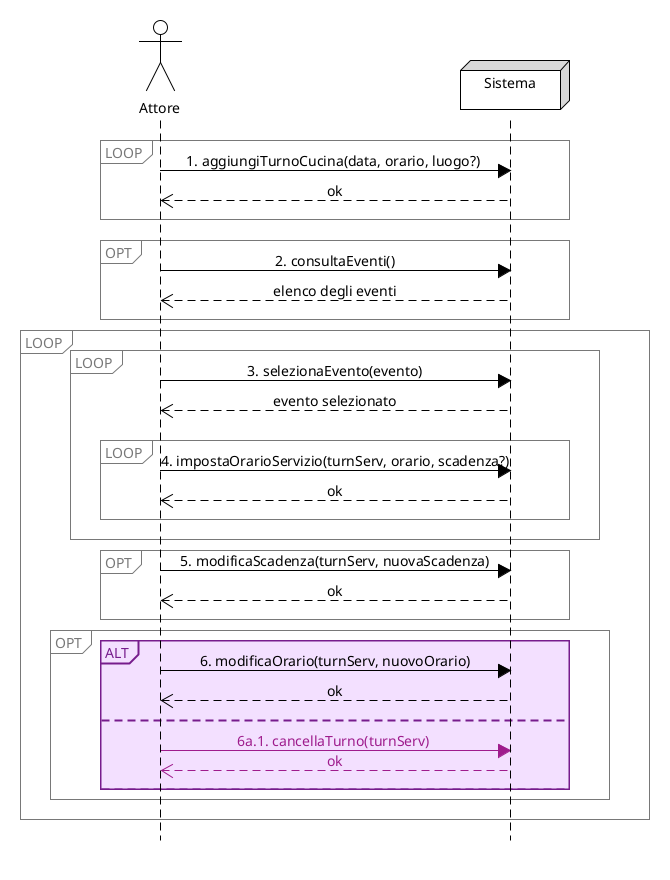 Attore
Sistema
LOOP
1. aggiungiTurnoCucina(data, orario, luogo?)
ok
OPT
2. consultaEventi()
elenco degli eventi
LOOP
LOOP
3. selezionaEvento(evento)
evento selezionato
LOOP
4. impostaOrarioServizio(turnServ, orario, scadenza?)
ok
OPT
5. modificaScadenza(turnServ, nuovaScadenza)
ok
OPT
ALT
6. modificaOrario(turnServ, nuovoOrario)
ok
6a.1. cancellaTurno(turnServ)
ok